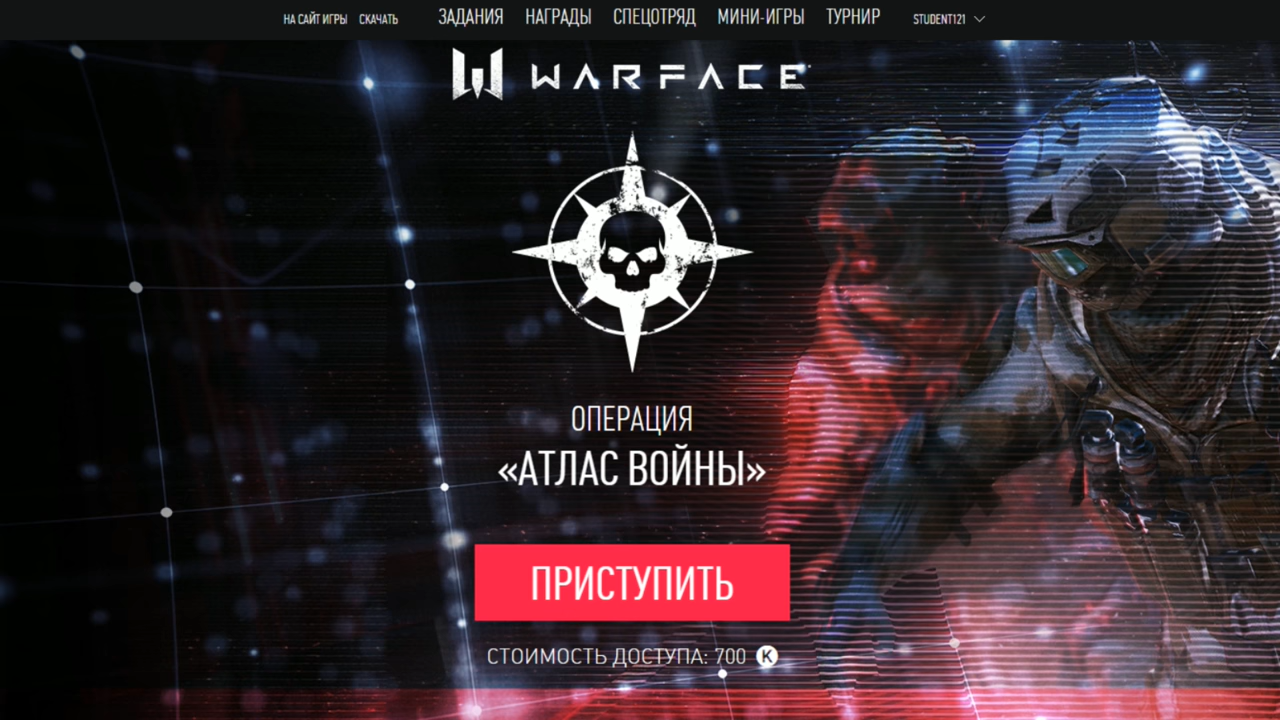 НА САЙТ ИГРЫ СКАЧАТЬ ЗАДАНИЯ НАГРАДЫ СПЕЦОТРЯД МИНИ-ИГРЫ ТУРНИР STUDENT121
WARFACE
ОПЕРАЦИЯ
«АТЛАС ВОЙНЫ»
ПРИСТУПИТЬ
СТОИМОСТЬ ДОСТУПА: 700 K